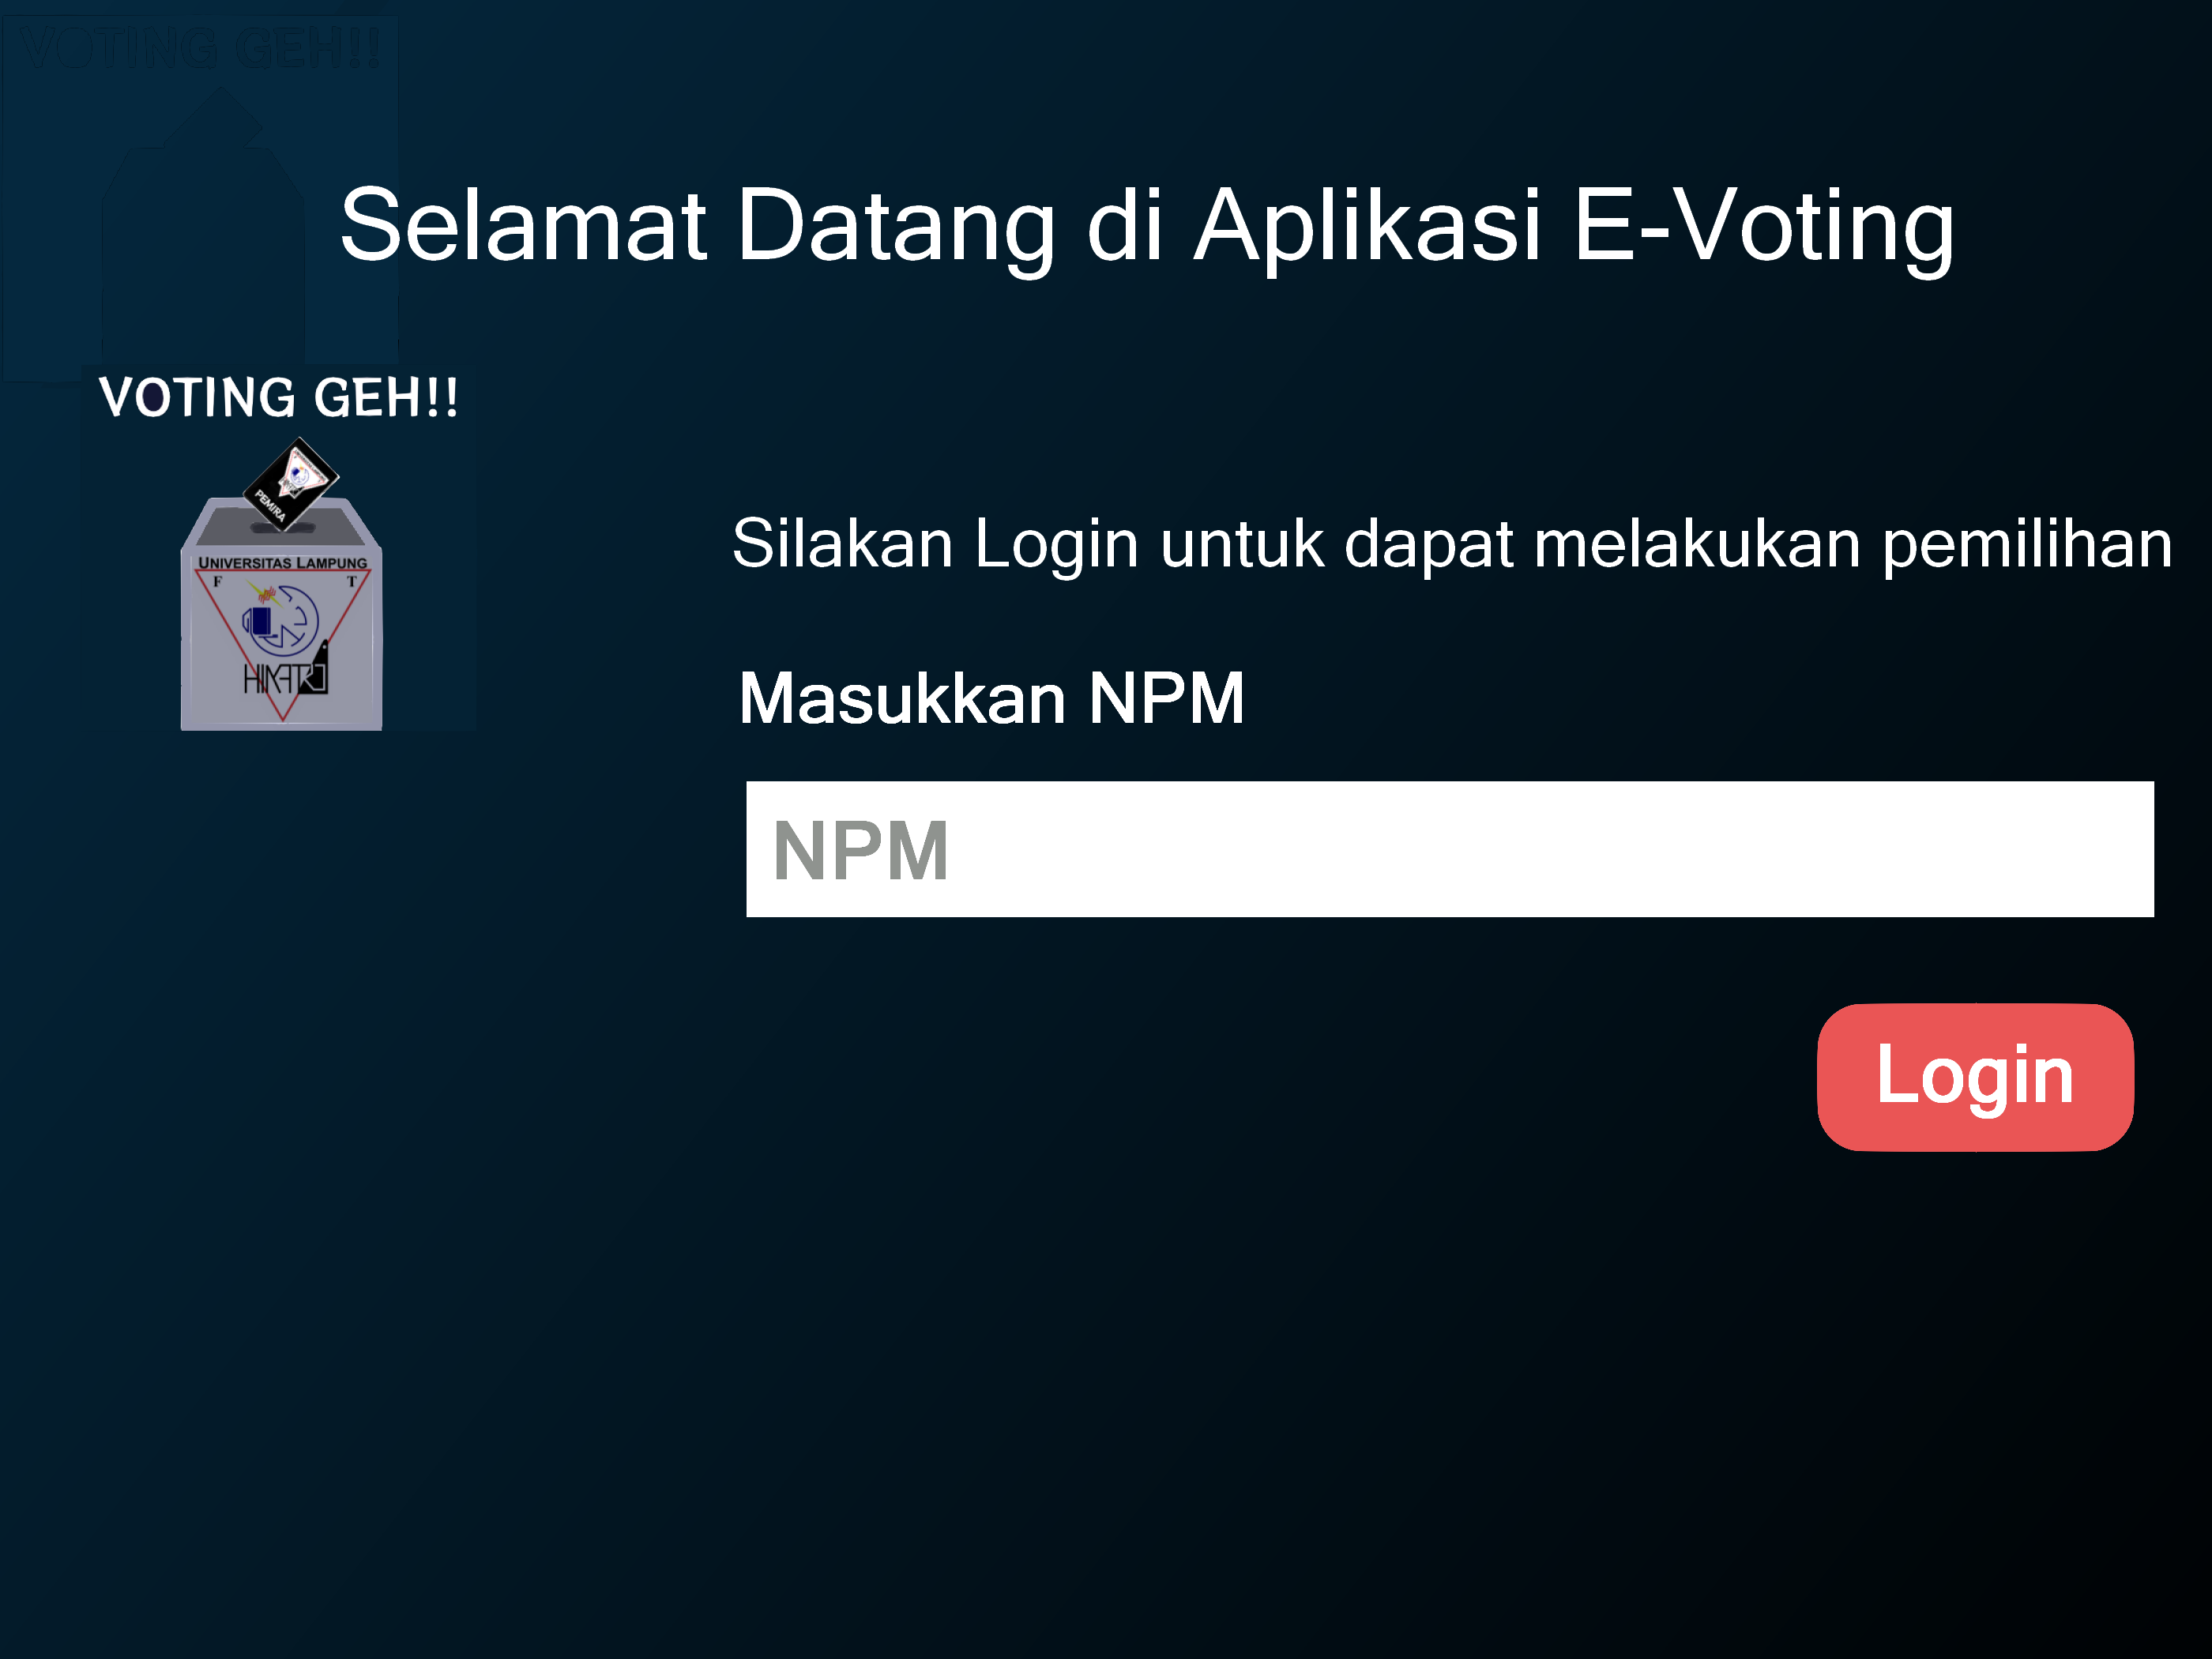 VOTING GEH!!
Selamat Datang di Aplikasi E-Voting
VOTING GEH!!
PEMIRA
UNIVERSITAS LAMPUNG
F T
HIMATRO
Silakan Login untuk dapat melakukan pemilihan
Masukkan NPM
NPM
Login